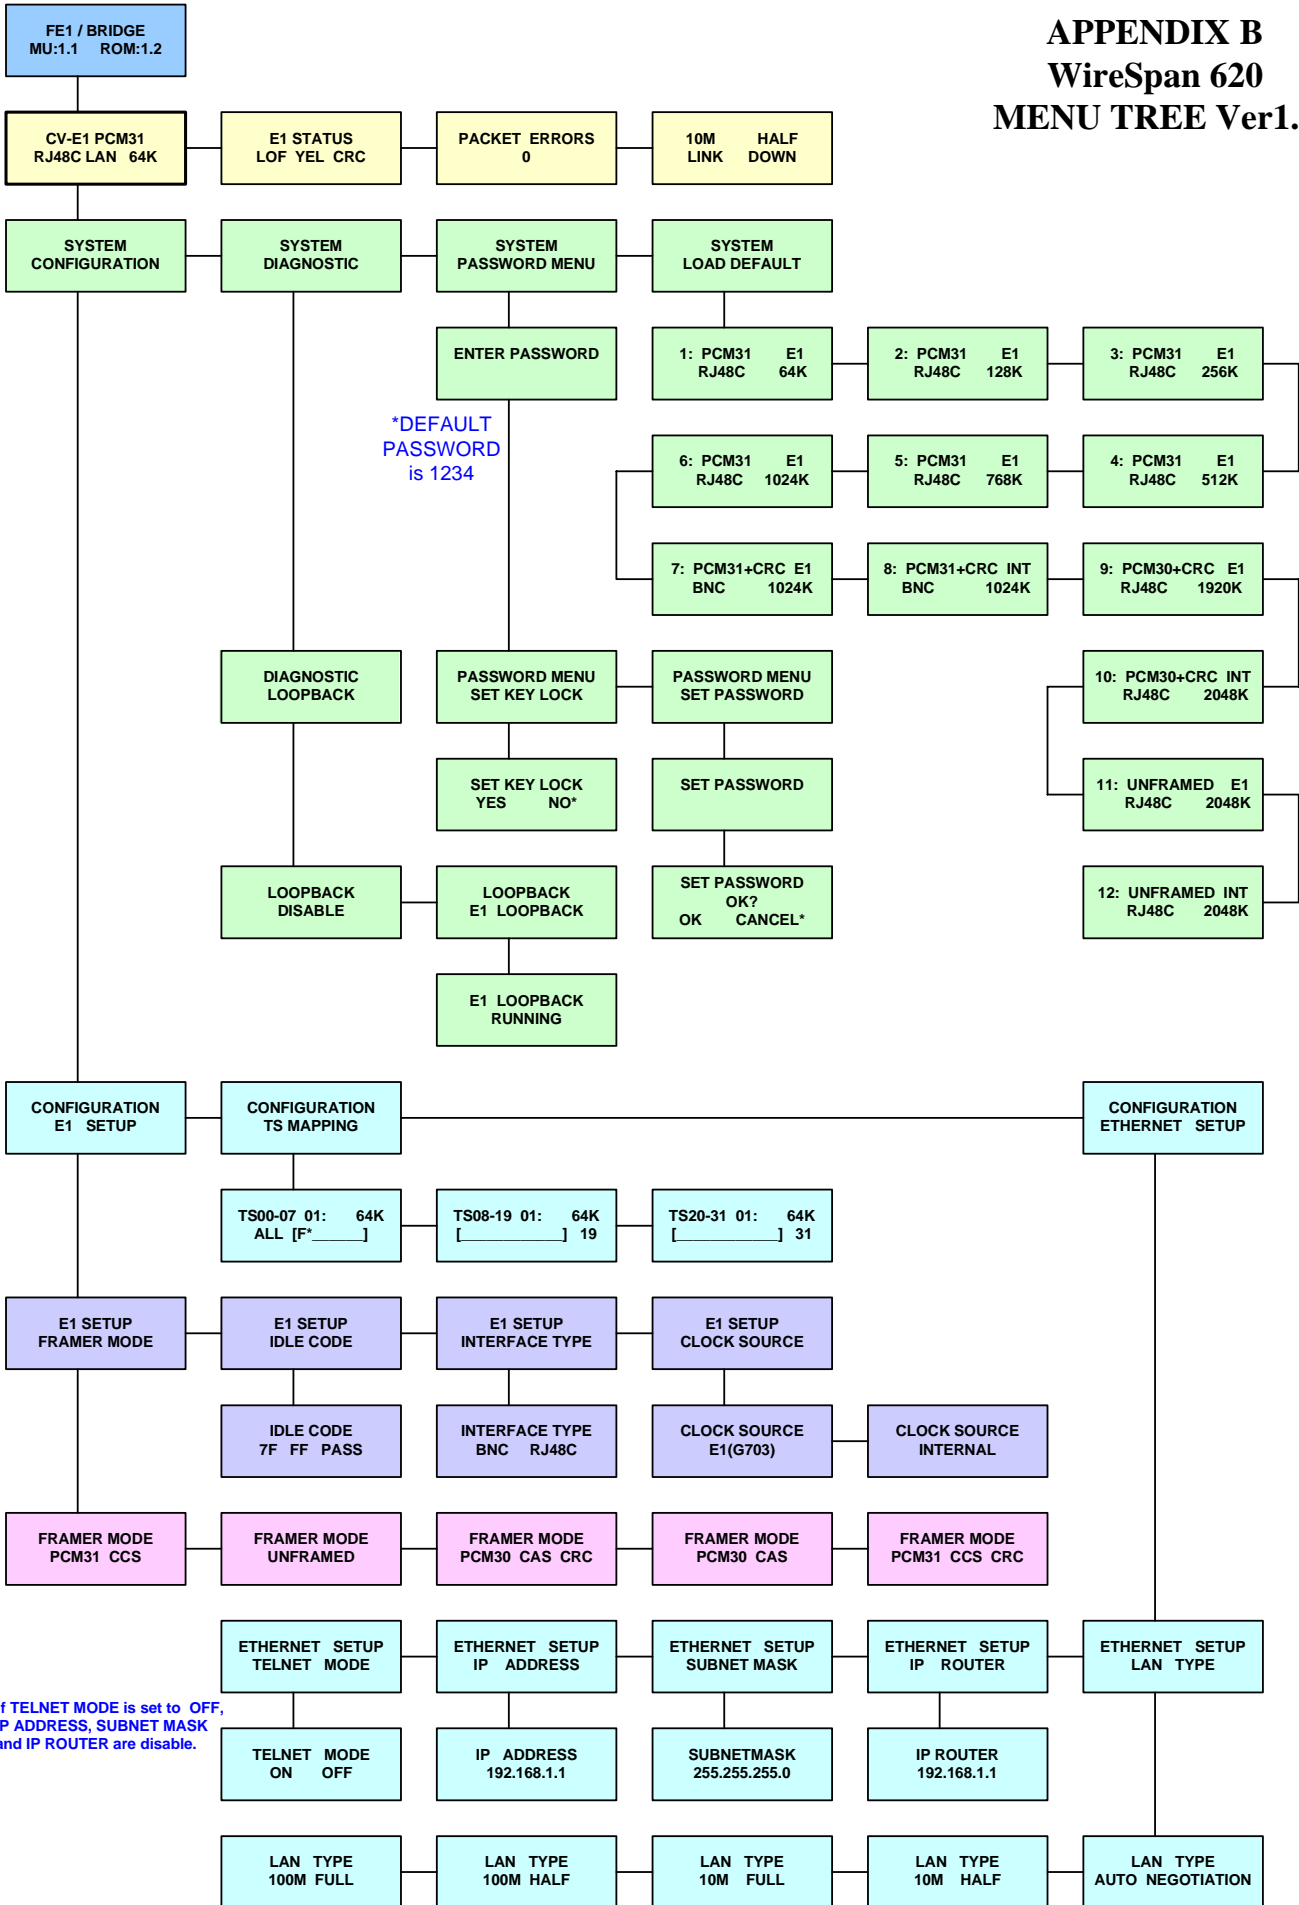 FE1 / BRIDGE
MU:1.1 ROM:1.2
APPENDIX B
WireSpan 620
MENU TREE Ver1.
CV-E1 PCM31
RJ48C LAN 64K
E1 STATUS
LOF YEL CRC
PACKET ERRORS
0
10M HALF
LINK DOWN
SYSTEM
CONFIGURATION
SYSTEM
DIAGNOSTIC
SYSTEM
PASSWORD MENU
SYSTEM
LOAD DEFAULT
ENTER PASSWORD
1: PCM31 E1
RJ48C 64K
2: PCM31 E1
RJ48C 128K
3: PCM31 E1
RJ48C 256K
*DEFAULT
PASSWORD
is 1234
6: PCM31 E1
RJ48C 1024K
5: PCM31 E1
RJ48C 768K
4: PCM31 E1
RJ48C 512K
7: PCM31+CRC E1
BNC 1024K
8: PCM31+CRC INT
BNC 1024K
9: PCM30+CRC E1
RJ48C 1920K
DIAGNOSTIC
LOOPBACK
PASSWORD MENU
SET KEY LOCK
PASSWORD MENU
SET PASSWORD
10: PCM30+CRC INT
RJ48C 2048K
SET KEY LOCK
YES NO*
SET PASSWORD
11: UNFRAMED E1
RJ48C 2048K
LOOPBACK
DISABLE
LOOPBACK
E1 LOOPBACK
SET PASSWORD
OK?
OK CANCEL*
12: UNFRAMED INT
RJ48C 2048K
E1 LOOPBACK
RUNNING
CONFIGURATION
E1 SETUP
CONFIGURATION
TS MAPPING
CONFIGURATION
ETHERNET SETUP
TS00-07 01: 64K
ALL [F*______]
TS08-19 01: 64K
[____________] 19
TS20-31 01: 64K
[____________] 31
E1 SETUP
FRAMER MODE
E1 SETUP
IDLE CODE
E1 SETUP
INTERFACE TYPE
E1 SETUP
CLOCK SOURCE
IDLE CODE
7F FF PASS
INTERFACE TYPE
BNC RJ48C
CLOCK SOURCE
E1(G703)
CLOCK SOURCE
INTERNAL
FRAMER MODE
PCM31 CCS
FRAMER MODE
UNFRAMED
FRAMER MODE
PCM30 CAS CRC
FRAMER MODE
PCM30 CAS
FRAMER MODE
PCM31 CCS CRC
ETHERNET SETUP
TELNET MODE
ETHERNET SETUP
IP ADDRESS
ETHERNET SETUP
SUBNET MASK
ETHERNET SETUP
IP ROUTER
ETHERNET SETUP
LAN TYPE
f TELNET MODE is set to OFF,
P ADDRESS, SUBNET MASK
and IP ROUTER are disable.
TELNET MODE
ON OFF
IP ADDRESS
192.168.1.1
SUBNETMASK
255.255.255.0
IP ROUTER
192.168.1.1
LAN TYPE
100M FULL
LAN TYPE
100M HALF
LAN TYPE
10M FULL
LAN TYPE
10M HALF
LAN TYPE
AUTO NEGOTIATION